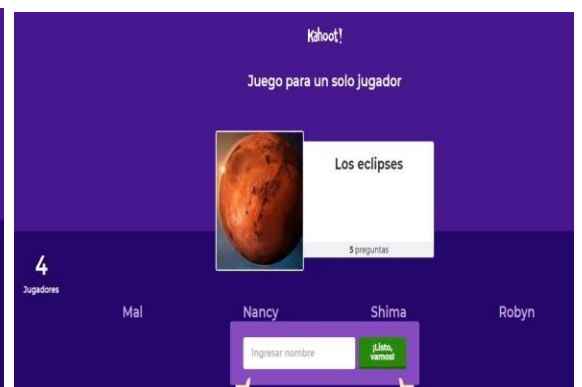 Kahoot!
Juego para un solo jugador
Los eclipses
5 preguntas
4
Jugadores
Mal Nancy Shima Robyn
Ingresar nombre
¡Listo,
vamos!